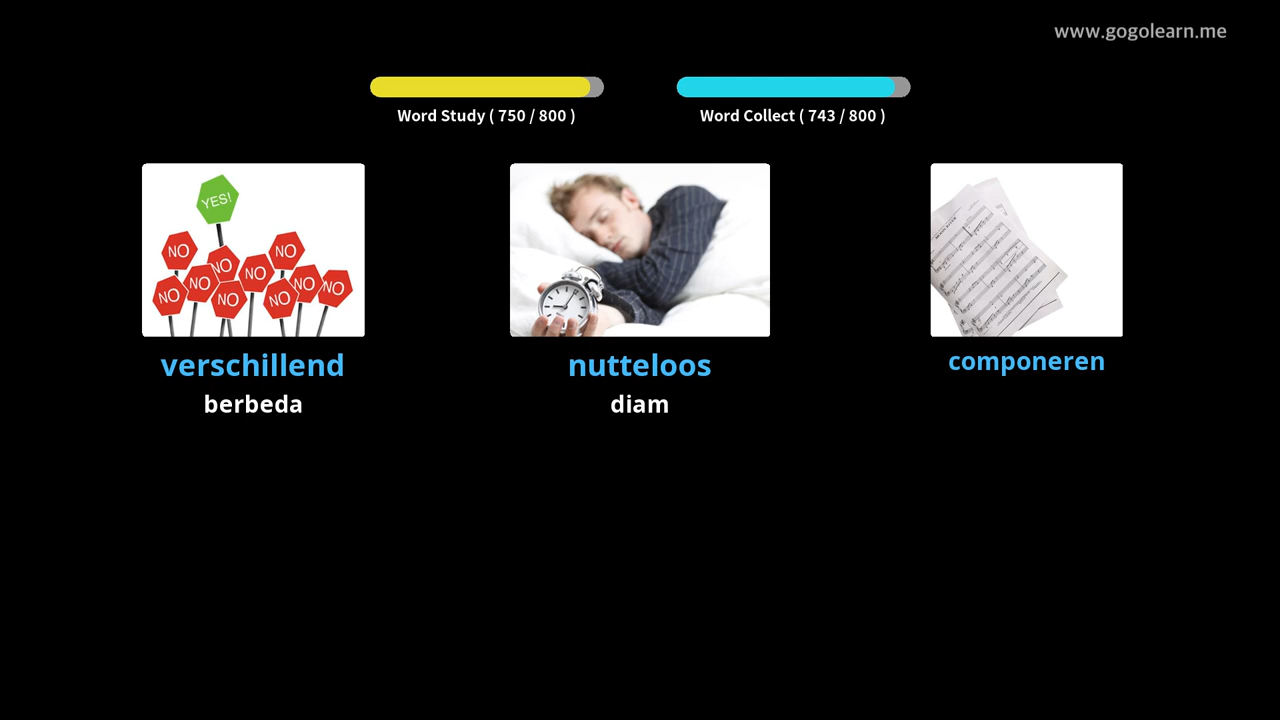 www.gogolearn.me
Word Study ( 750 / 800 )
Word Collect ( 743 / 800 )
YES!
NO
NO
NO
NO
NO
NO
NO
NO
NO
NO
verschillend
berbeda
nutteloos
diam
componeren